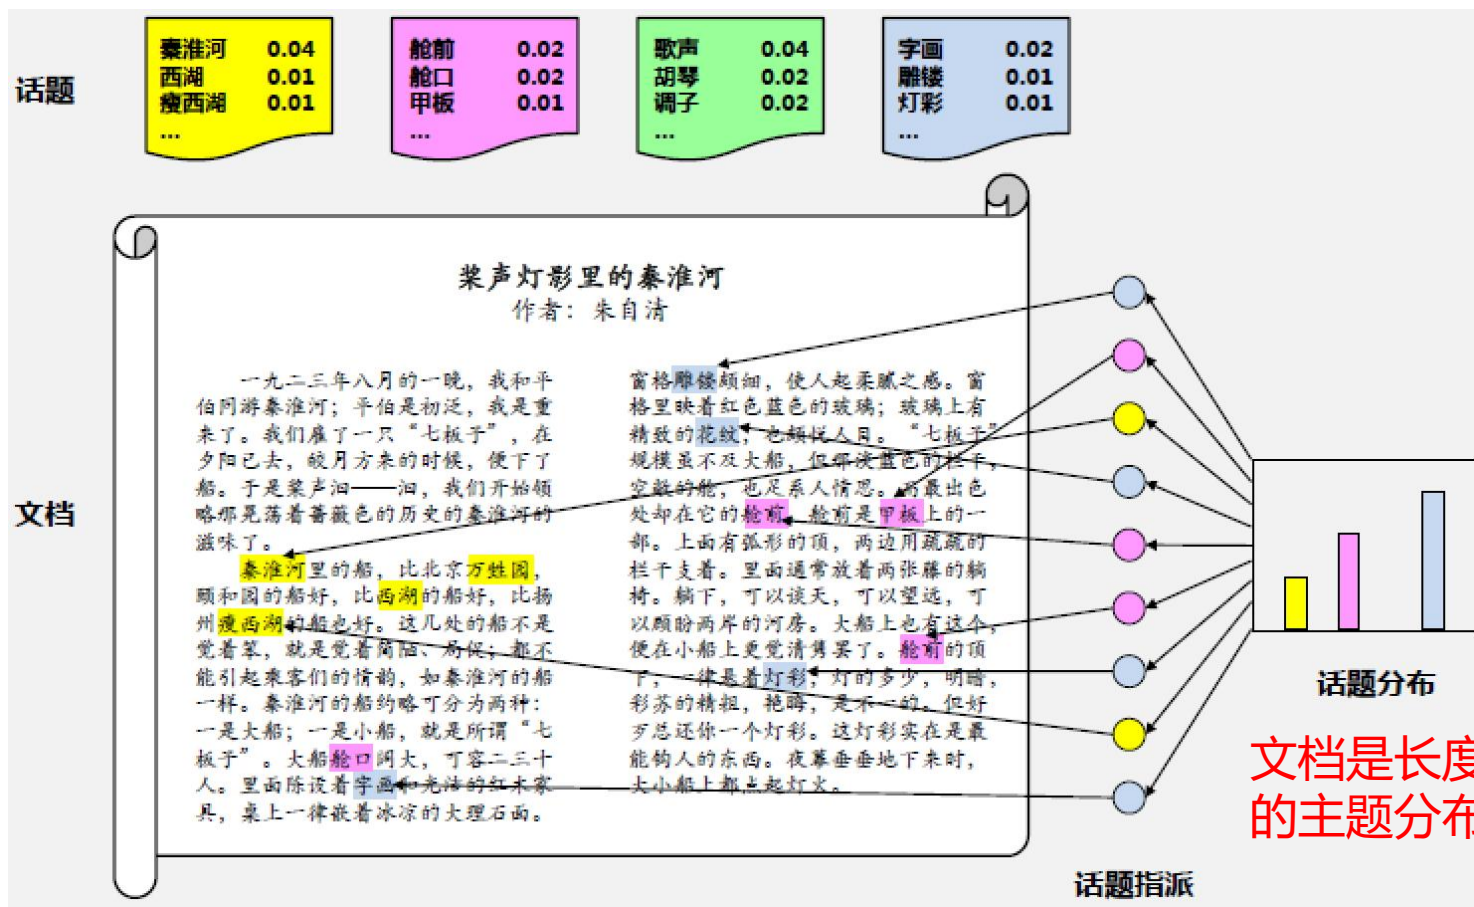 话题
秦淮河 0.04
西湖 0.01
瘦西湖 0.01
...
舱前 0.02
舱口 0.02
甲板 0.01
...
歌声 0.04
胡琴 0.02
调子 0.02
...
字画 0.02
雕镂 0.01
灯彩 0.01
...
文档
桨声灯影里的秦淮河
作者：朱自清
一九二三年八月的一晚，我和平
伯同游秦淮河；平伯是初泛，我是重
来了。我们雇了一只“七板子”，在
夕阳已去，皎月方来的时候，便下了
船。于是桨声汩——汩，我们开始领
略那晃荡着蔷薇色的历史的秦淮河的
滋味了。
秦淮河里的船，比北京万牲园，
颐和园的船好，比西湖的船好，比扬
州瘦西湖的船也好。这几处的船不是
觉着笨，就是觉着简陋、局促；都不
能引起乘客们的情韵，如秦淮河的船
一样。秦淮河的船约略可分为两种：
一是大船；一是小船，就是所谓“七
板子”。大船舱口阔大，可容二三十
人。里面陈设着字画和光洁的红木家
具，桌上一律嵌着冰凉的大理石面。
窗格雕镂颇细，使人起柔腻之感。窗
格里映着红色蓝色的玻璃；玻璃上有
精致的花纹，也颇悦人目。“七板子”
规模虽不及大船，但那淡蓝色的栏干，
空敞的舱，也足系人情思。而最出色
处却在它的舱前。舱前是甲板上的一
部。上面有弧形的顶，两边用疏疏的
栏干支着。里面通常放着两张藤的躺
椅。躺下，可以谈天，可以望远，可
以顾盼两岸的河房。大船上也有这个，
便在小船上更觉清隽罢了。舱前的顶
下，一律悬着灯彩；灯的多少，明暗，
彩苏的精粗，艳晦，是不一的。但好
歹总还你一个灯彩。这灯彩实在是最
能钩人的东西。夜幕垂垂地下来时，
大小船上都点起灯火。
话题指派
话题分布
文档是长度
的主题分布